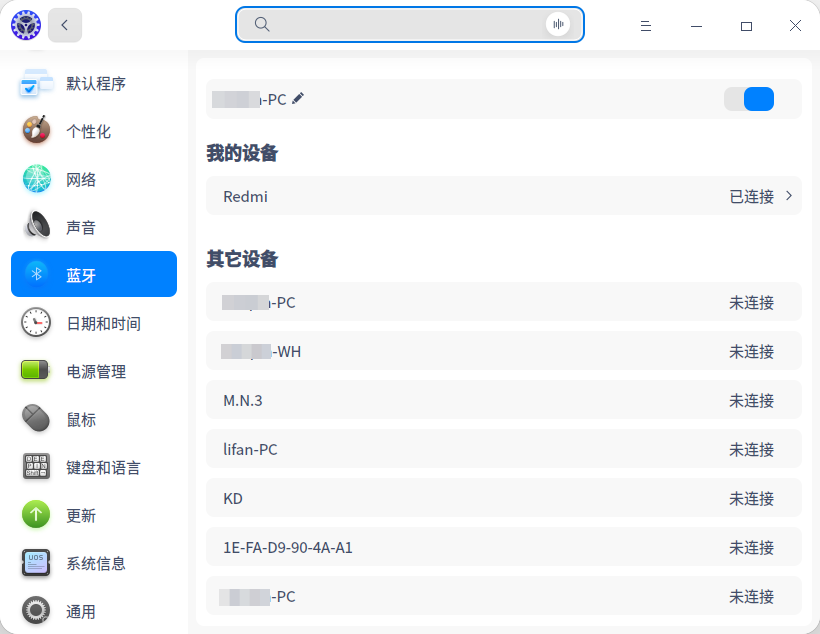 默认程序
个性化
网络
声音
蓝牙
日期和时间
电源管理
鼠标
键盘和语言
更新
UOS
系统信息
通用
-PC
我的设备
Redmi 已连接
其它设备
-PC 未连接
-WH 未连接
M.N.3 未连接
lifan-PC 未连接
KD 未连接
1E-FA-D9-90-4A-A1 未连接
-PC 未连接